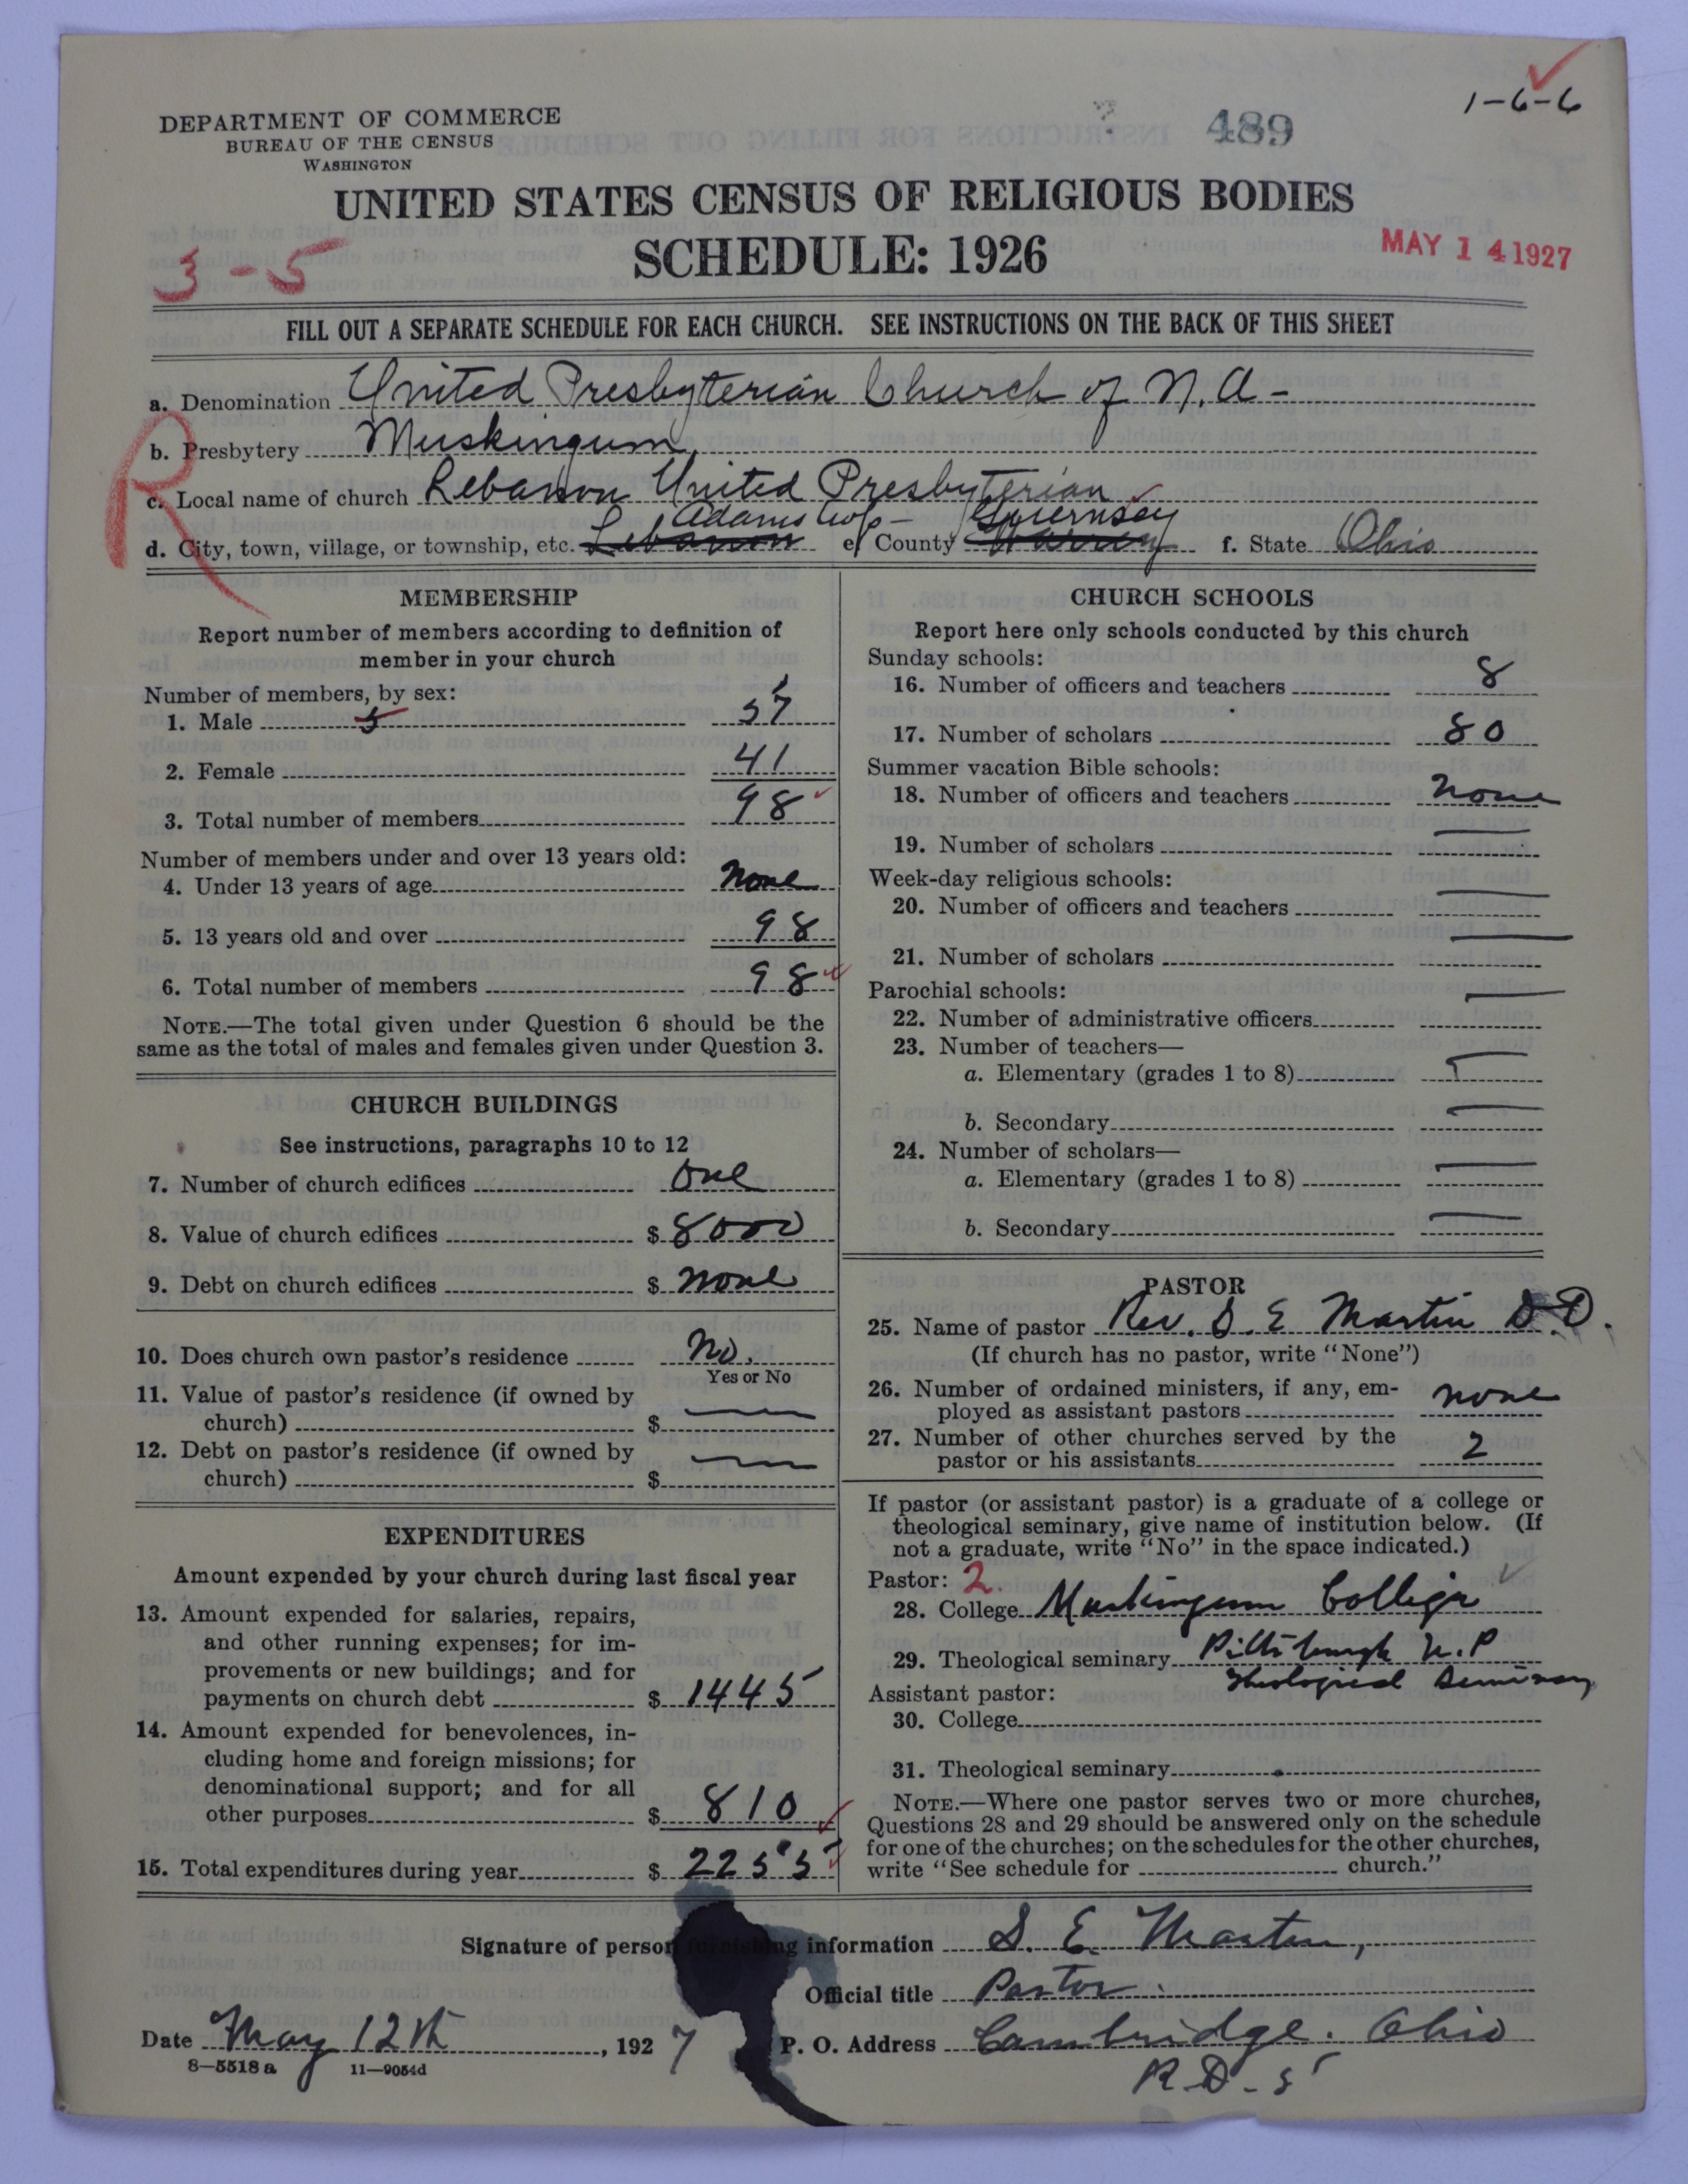 1-6-6
DEPARTMENT OF COMMERCE
BUREAU OF THE CENSUS
WASHINGTON
489
UNITED STATES CENSUS OF RELIGIOUS BODIES
SCHEDULE: 1926
3-5
MAY 14 1927
FILL OUT A SEPARATE SCHEDULE FOR EACH CHURCH. SEE INSTRUCTIONS ON THE BACK OF THIS SHEET
R
a. Denomination United Presbyterian Church of N.A-
b. Presbytery Muskingum
c. Local name of church Lebanon United Presbyterian
Adams twp- Guernsey
d. City, town, village, or township, etc. Lebanon e. County Warren f. State Ohio
MEMBERSHIP
Report number of members according to definition of
member in your church
Number of members, by sex:
1. Male 5 57
2. Female 41
3. Total number of members 98
Number of members under and over 13 years old:
4. Under 13 years of age None
5. 13 years old and over 98
6. Total number of members 98
NOTE.—The total given under Question 6 should be the
same as the total of males and females given under Question 3.
CHURCH BUILDINGS
See instructions, paragraphs 10 to 12
7. Number of church edifices One
8. Value of church edifices $ 8000
9. Debt on church edifices $ None
10. Does church own pastor's residence No.
Yes or No
11. Value of pastor's residence (if owned by
church) $
12. Debt on pastor's residence (if owned by
church) $
EXPENDITURES
Amount expended by your church during last fiscal year
13. Amount expended for salaries, repairs,
and other running expenses; for im-
provements or new buildings; and for
payments on church debt $ 1445
14. Amount expended for benevolences, in-
cluding home and foreign missions; for
denominational support; and for all
other purposes $ 810
15. Total expenditures during year $ 2255
CHURCH SCHOOLS
Report here only schools conducted by this church
Sunday schools:
16. Number of officers and teachers 8
17. Number of scholars 80
Summer vacation Bible schools:
18. Number of officers and teachers None
19. Number of scholars
Week-day religious schools:
20. Number of officers and teachers
21. Number of scholars
Parochial schools:
22. Number of administrative officers
23. Number of teachers—
a. Elementary (grades 1 to 8)
b. Secondary
24. Number of scholars—
a. Elementary (grades 1 to 8)
b. Secondary
PASTOR
25. Name of pastor Rev. S. E Martin D.D.
(If church has no pastor, write "None")
26. Number of ordained ministers, if any, em-
ployed as assistant pastors none
27. Number of other churches served by the
pastor or his assistants 2
If pastor (or assistant pastor) is a graduate of a college or
theological seminary, give name of institution below. (If
not a graduate, write "No" in the space indicated.)
Pastor: 2
28. College Muskingum College
29. Theological seminary Pittsburgh U.P
Theological Seminary
Assistant pastor:
30. College
31. Theological seminary
NOTE.—Where one pastor serves two or more churches,
Questions 28 and 29 should be answered only on the schedule
for one of the churches; on the schedules for the other churches,
write "See schedule for church."
Signature of person furnishing information S. E. Martin,
Official title Pastor.
Date May 12th, 1927 P. O. Address Cambridge. Ohio
8—5518a 11—9054d
R.D-5